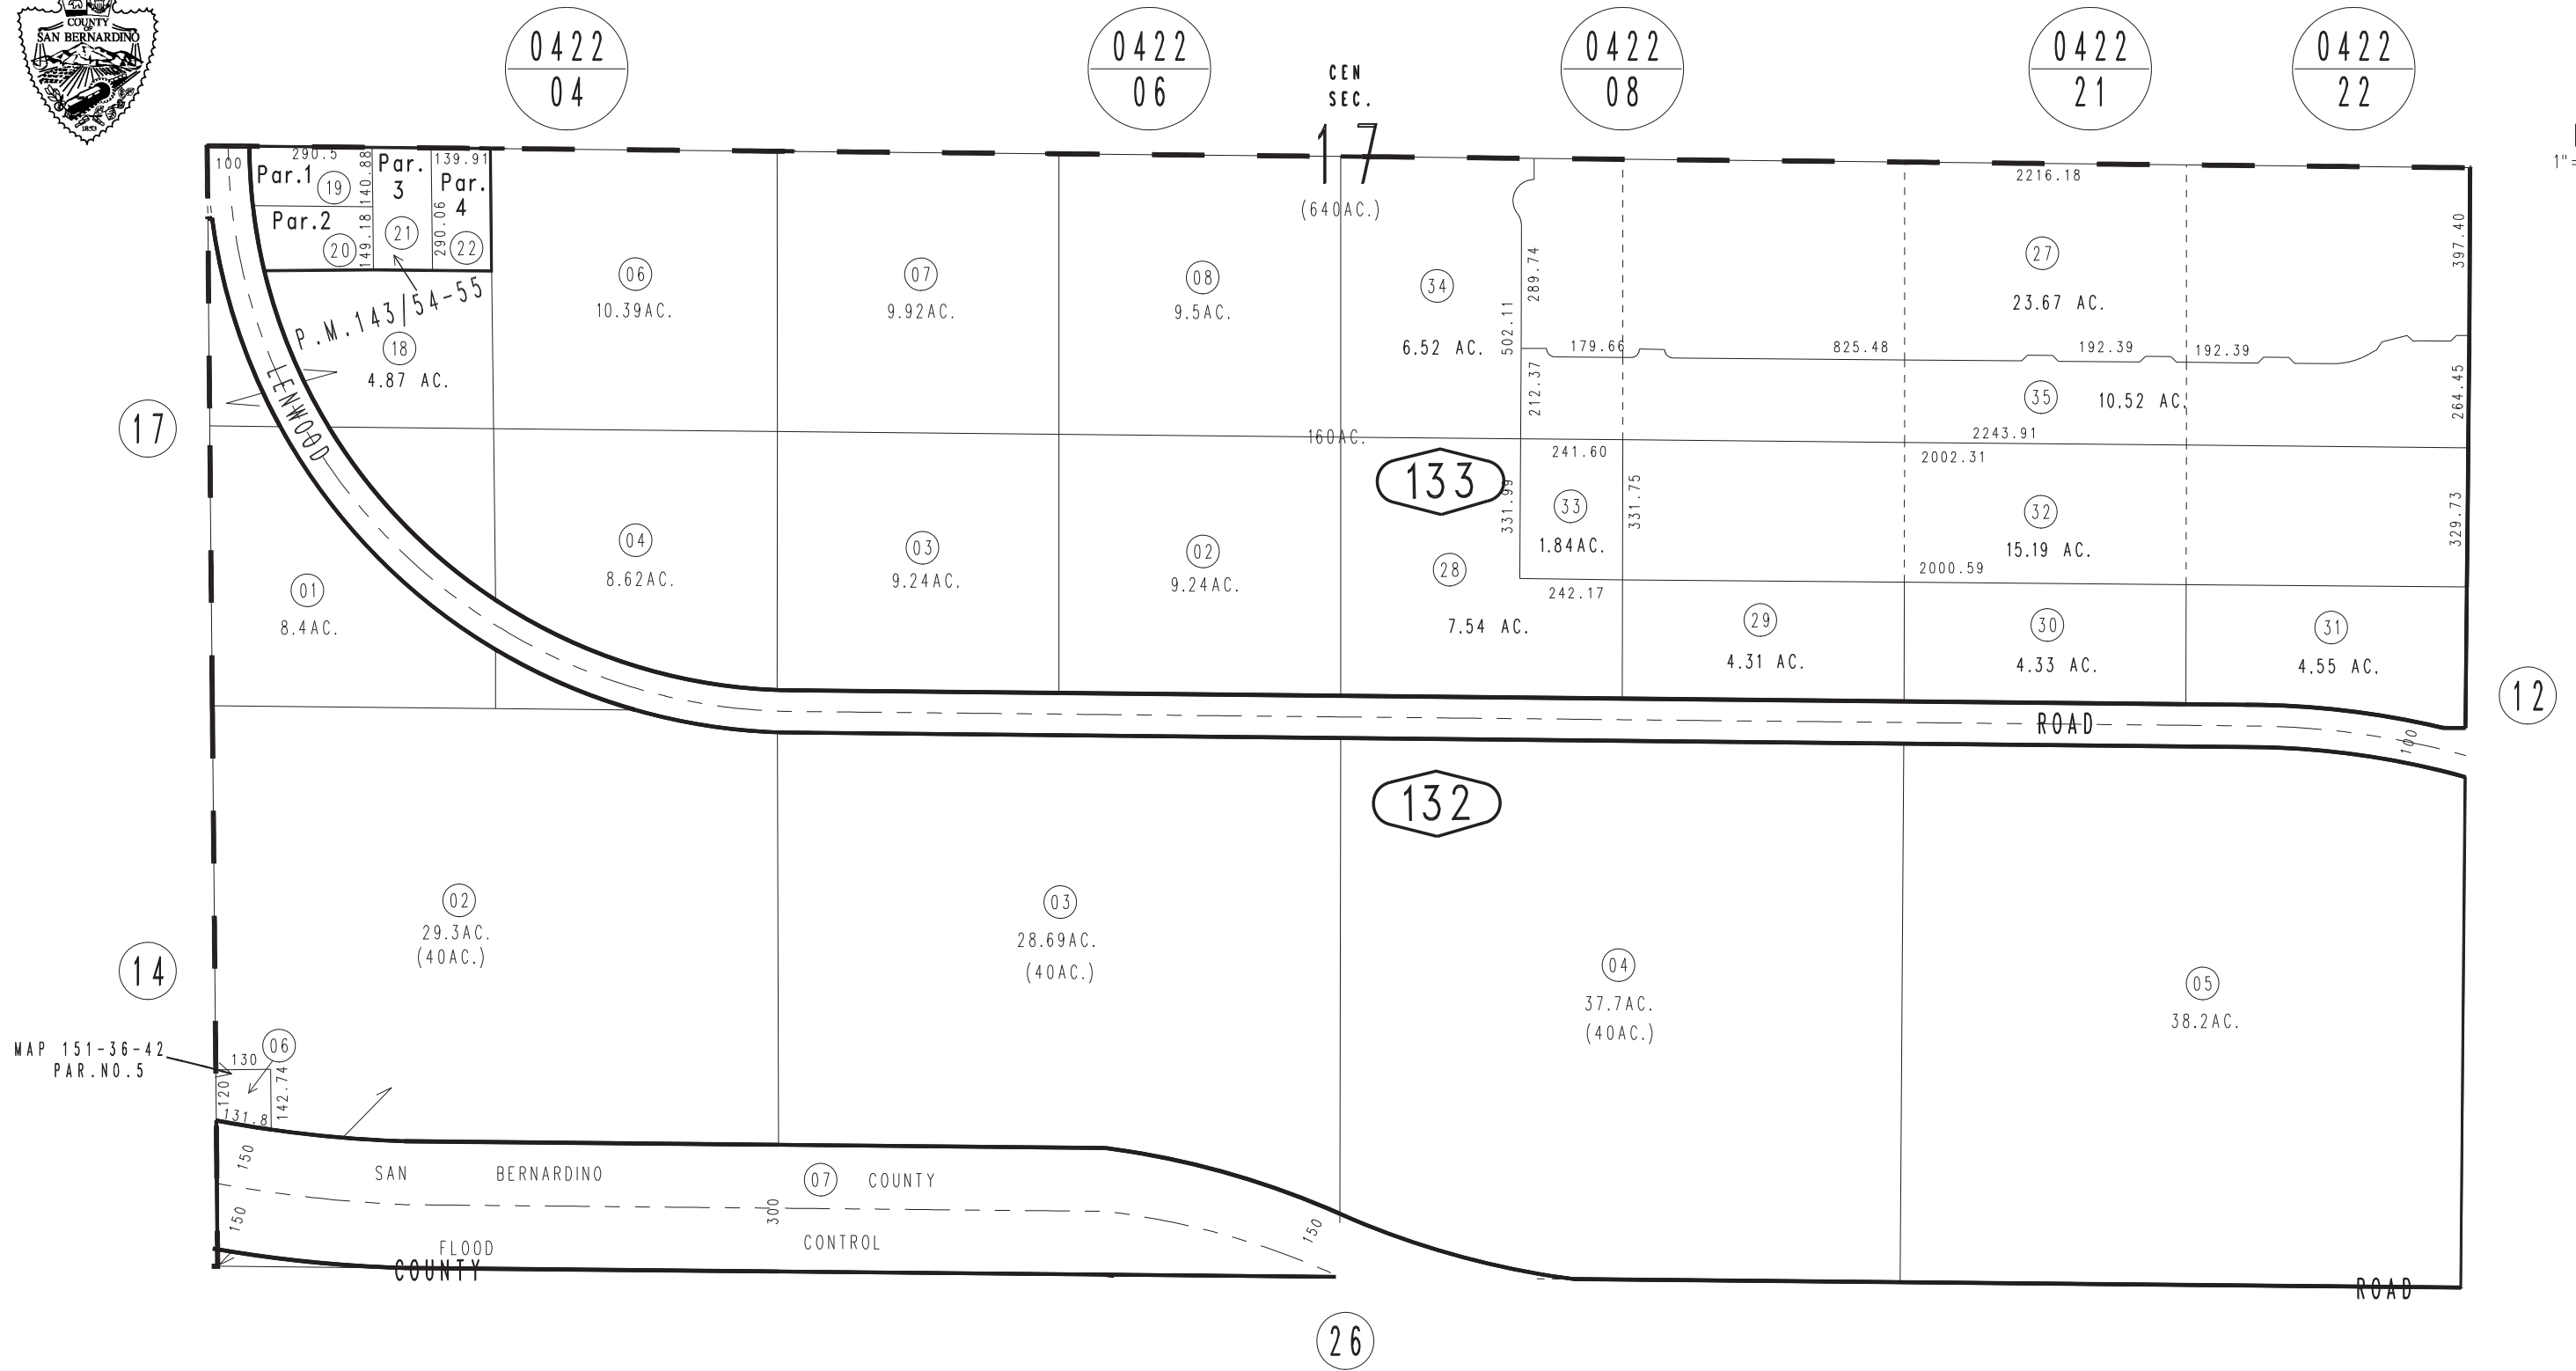 COUNTY
OF
SAN BERNARDINO
1853
0422
04
0422
06
CEN
SEC.
17
0422
08
0422
21
0422
22
1"=
100
290.5
140.88
Par.1
19
Par.
3
139.91
Par.
4
Par.2
20
149.18
21
290.06
22
P.M.143/54-55
18
4.87 AC.
LENWOOD
06
10.39AC.
07
9.92AC.
08
9.5AC.
(640AC.)
34
6.52 AC.
289.74
502.11
212.37
2216.18
27
23.67 AC.
397.40
179.66
825.48
192.39
192.39
35
10.52 AC.
264.45
17
160AC.
133
241.60
2243.91
2002.31
331.99
33
1.84AC.
331.75
32
15.19 AC.
329.73
01
8.4AC.
04
8.62AC.
03
9.24AC.
02
9.24AC.
28
7.54 AC.
242.17
2000.59
29
4.31 AC.
30
4.33 AC.
31
4.55 AC.
12
ROAD
100
132
02
29.3AC.
(40AC.)
03
28.69AC.
(40AC.)
04
37.7AC.
(40AC.)
05
38.2AC.
14
MAP 151-36-42
PAR.NO.5
130
06
120
142.74
131.8
150
SAN BERNARDINO 07 COUNTY
150
300
150
FLOOD CONTROL
COUNTY ROAD
26